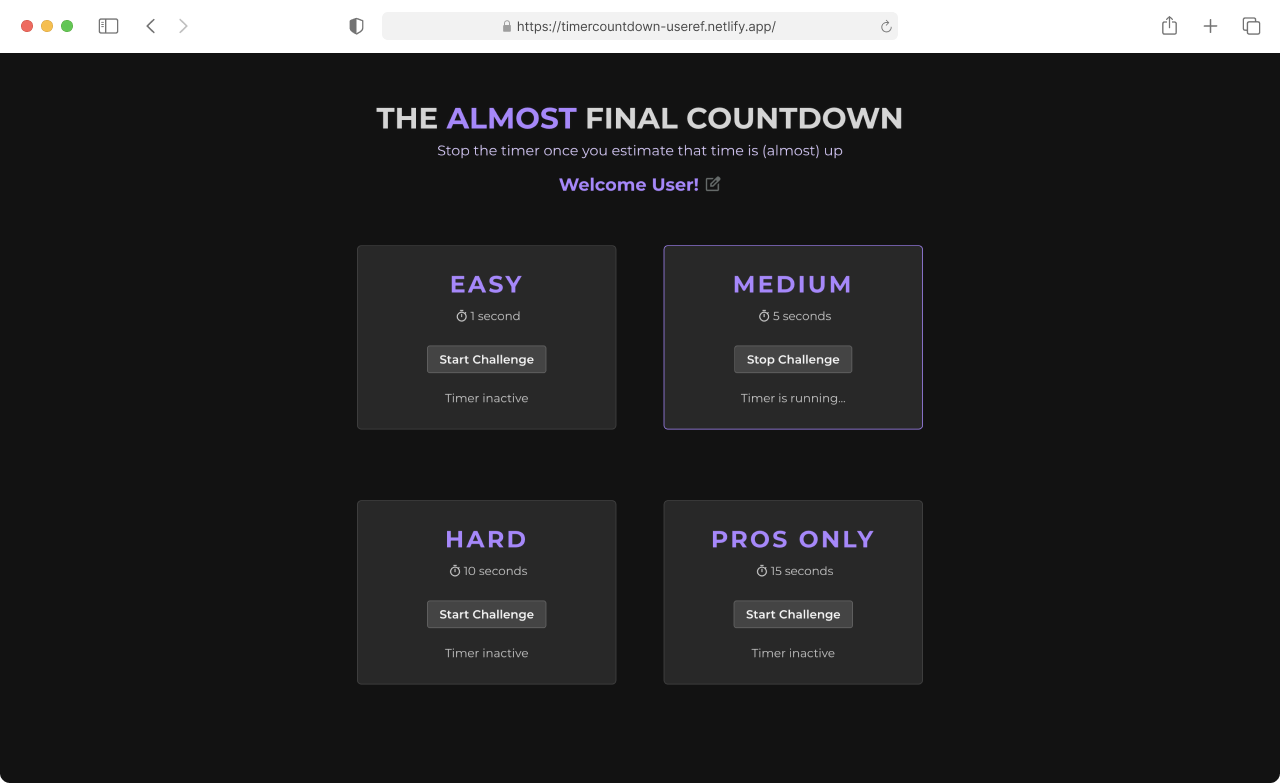 https://timercountdown-useref.netlify.app/
THE ALMOST FINAL COUNTDOWN
Stop the timer once you estimate that time is (almost) up
Welcome User!
EASY
1 second
Start Challenge
Timer inactive
MEDIUM
5 seconds
Stop Challenge
Timer is running...
HARD
10 seconds
Start Challenge
Timer inactive
PROS ONLY
15 seconds
Start Challenge
Timer inactive